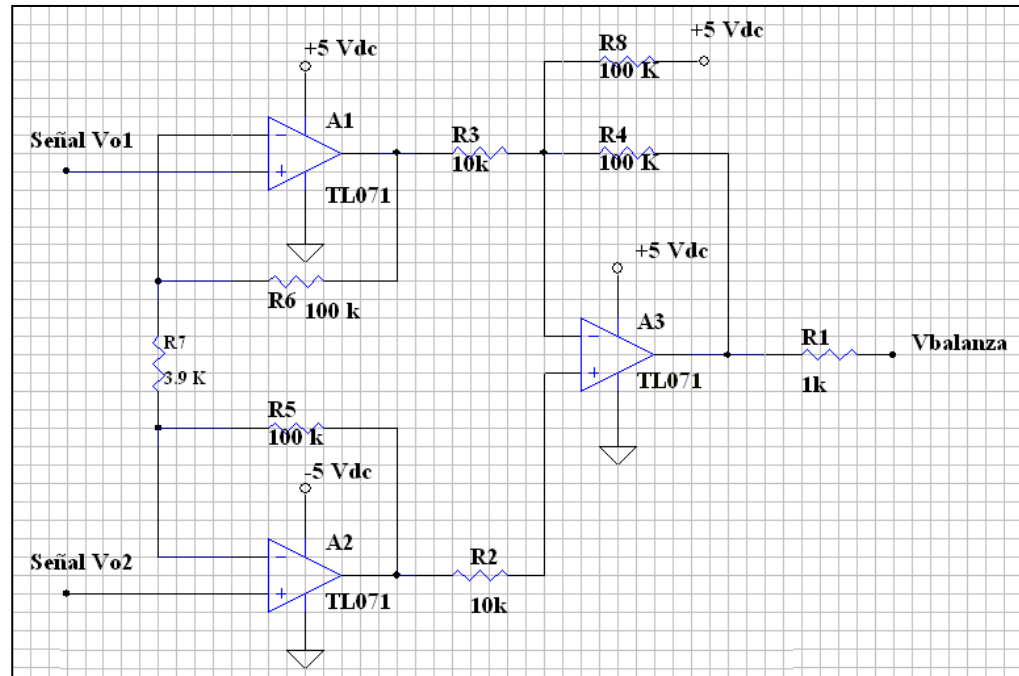 +5 Vdc
R8
100 K
Señal Vo1
A1
TL071
R3
10k
R4
100 K
R6
100 k
+5 Vdc
A3
TL071
R1
1k
Vbalanza
R7
3.9 K
R5
100 k
-5 Vdc
Señal Vo2
A2
TL071
R2
10k
+5 Vdc